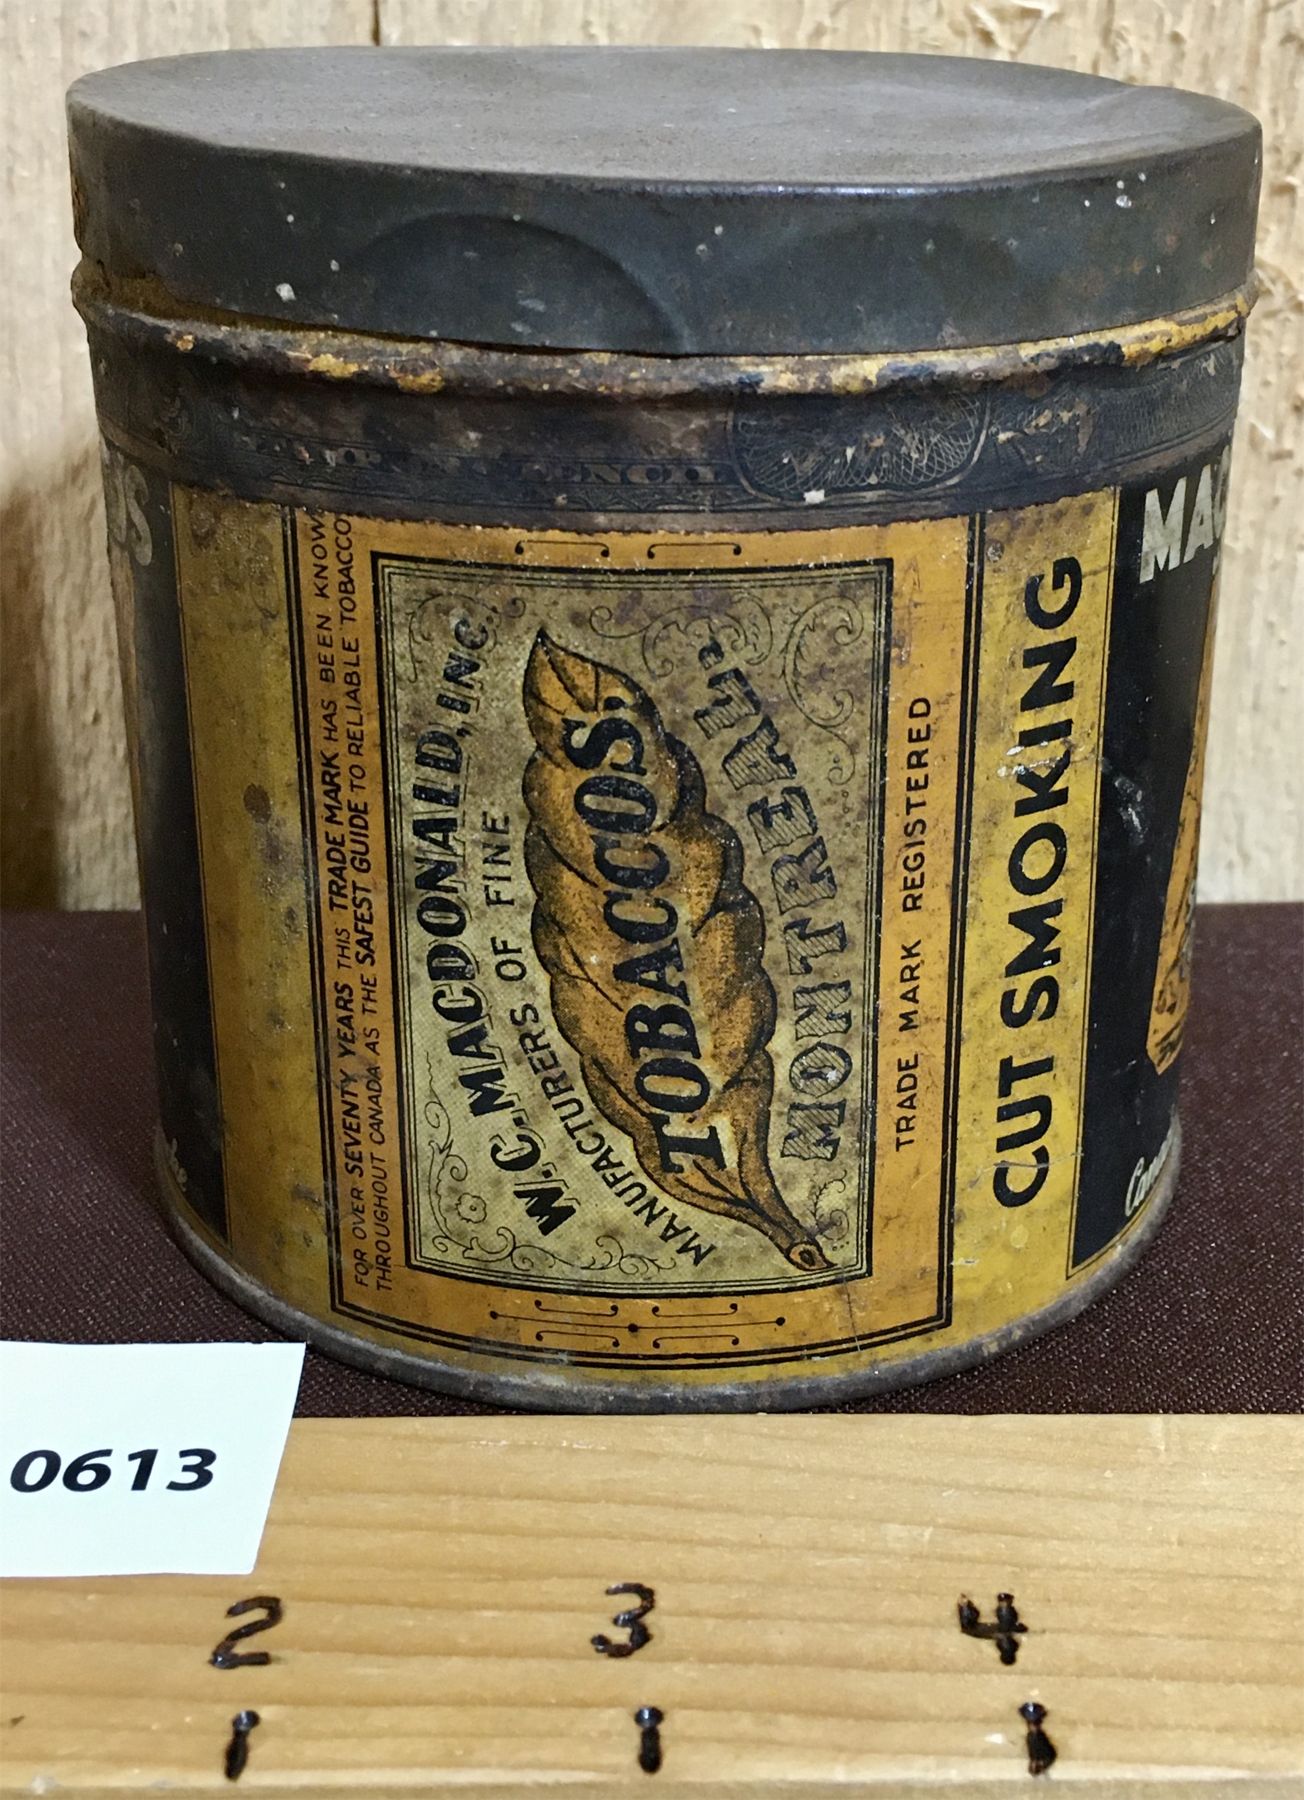 FOR OVER SEVENTY YEARS THIS TRADE MARK HAS BEEN KNOWN
THROUGHOUT CANADA AS THE SAFEST GUIDE TO RELIABLE TOBACCO
W.C. MACDONALD, INC.
MANUFACTURERS OF FINE
TOBACCOS.
MONTREAL.
TRADE MARK REGISTERED
CUT SMOKING
0613
2 3 4